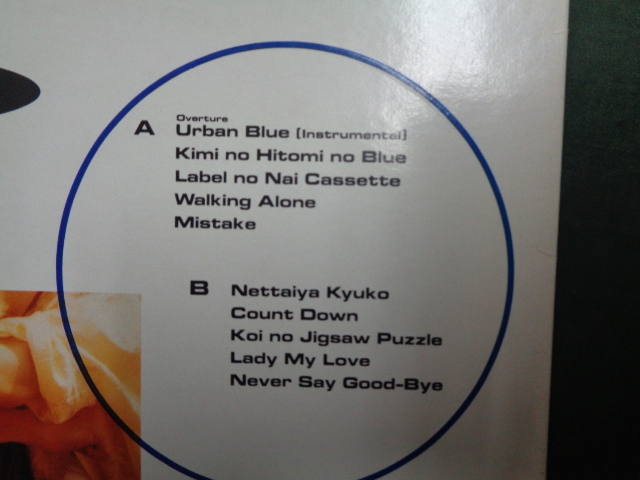 Overture
A Urban Blue (Instrumental)
Kimi no Hitomi no Blue
Label no Nai Cassette
Walking Alone
Mistake
B Nettaiya Kyuko
Count Down
Koi no Jigsaw Puzzle
Lady My Love
Never Say Good-Bye